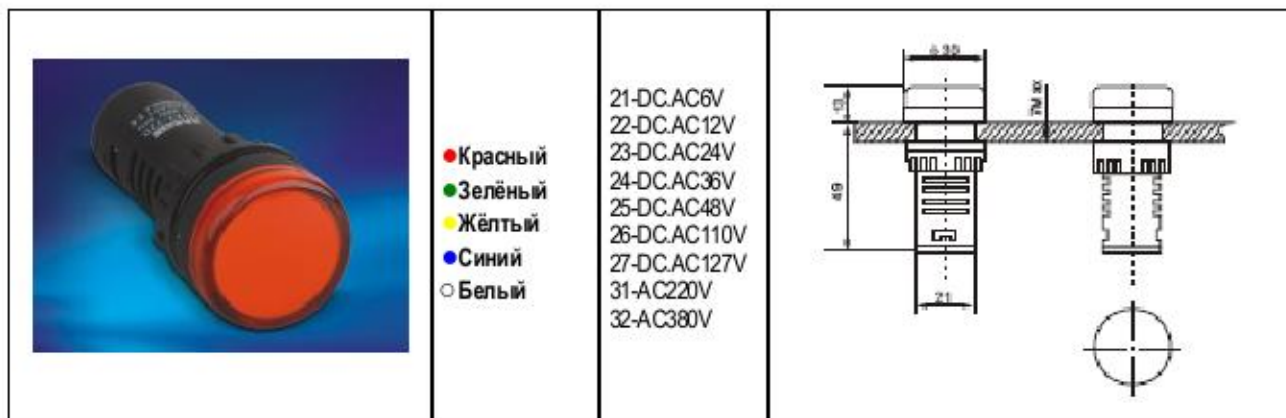 Красный
Зелёный
Жёлтый
Синий
Белый
21-DC.AC6V
22-DC.AC12V
23-DC.AC24V
24-DC.AC36V
25-DC.AC48V
26-DC.AC110V
27-DC.AC127V
31-AC220V
32-AC380V
49
21